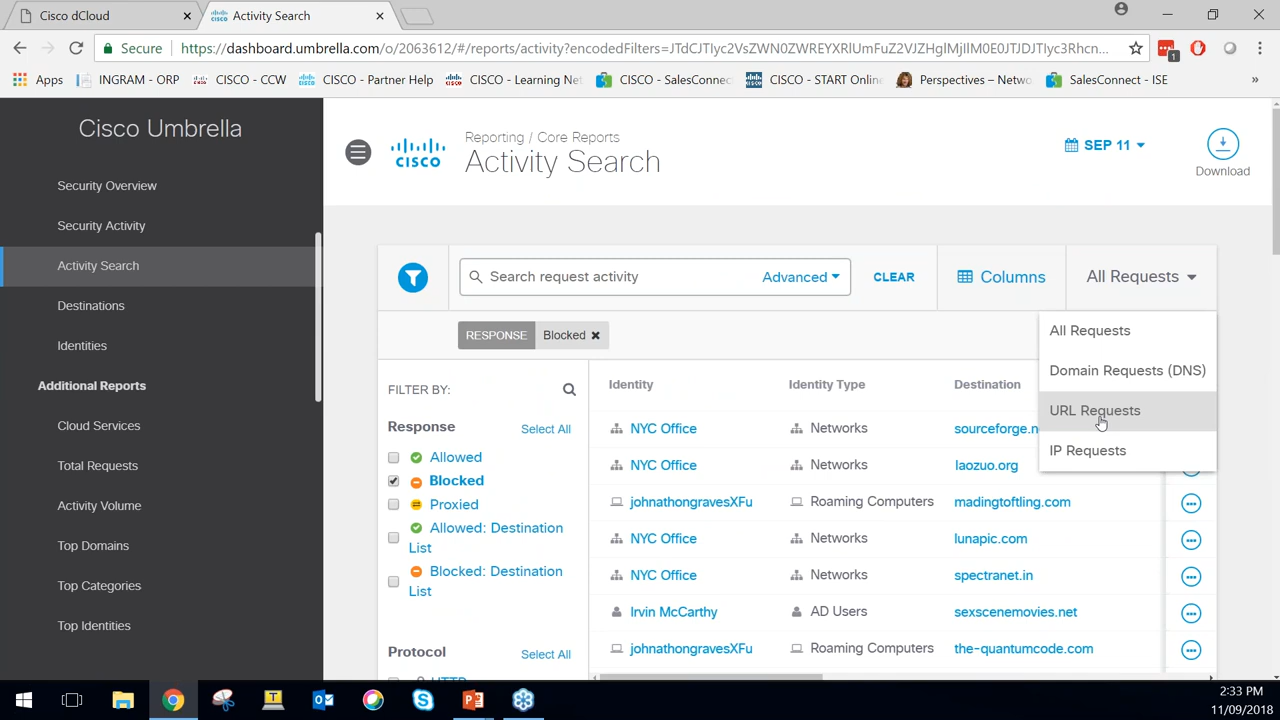 Cisco dCloud
Activity Search
Secure
https://dashboard.umbrella.com/o/2063612/#/reports/activity?encodedFilters=JTdCJTIyc2VsZWN0ZWREYXRlUmFuZ2VJZHglMjIlM0E0JTJDJTIyc3Rhcn...
1
Apps
INGRAM - ORP
CISCO - CCW
CISCO - Partner Help
CISCO - Learning Net
CISCO - SalesConnec
CISCO - START Onlin
Perspectives – Netwo
SalesConnect - ISE
»
Cisco Umbrella
Security Overview
Security Activity
Activity Search
Destinations
Identities
Additional Reports
Cloud Services
Total Requests
Activity Volume
Top Domains
Top Categories
Top Identities
CISCO
Reporting / Core Reports
Activity Search
SEP 11
Download
Search request activity
Advanced
CLEAR
Columns
All Requests
RESPONSE Blocked
All Requests
Domain Requests (DNS)
URL Requests
IP Requests
FILTER BY:
Response Select All
Allowed
Blocked
Proxied
Allowed: Destination
List
Blocked: Destination
List
Protocol Select All
Identity Identity Type Destination
NYC Office Networks sourceforge.n
NYC Office Networks laozuo.org
johnathongravesXFu Roaming Computers madingtoftling.com
NYC Office Networks lunapic.com
NYC Office Networks spectranet.in
Irvin McCarthy AD Users sexscenemovies.net
johnathongravesXFu Roaming Computers the-quantumcode.com
2:33 PM
11/09/2018